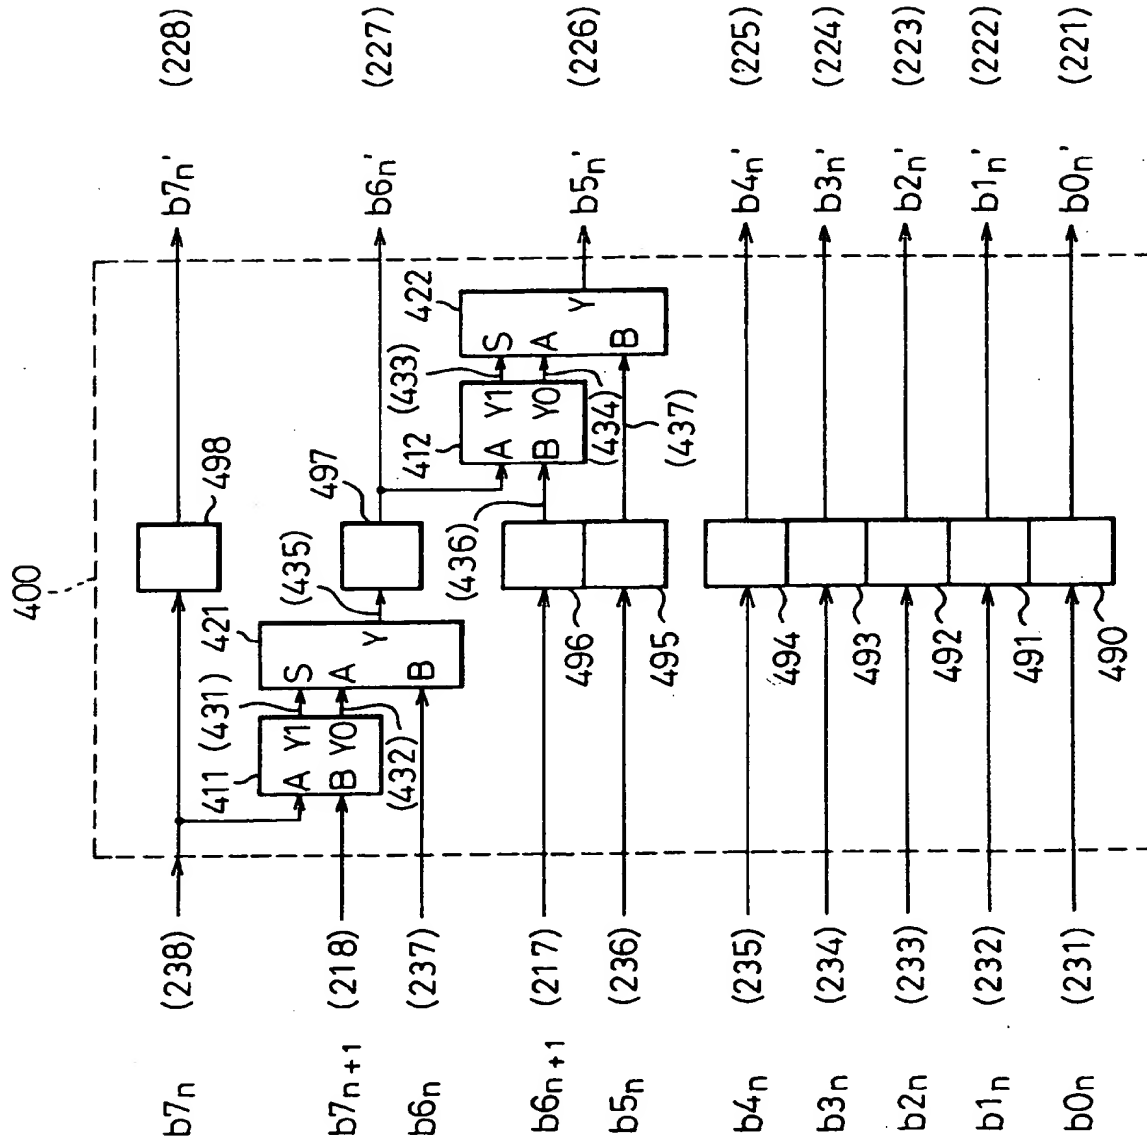 400
b7n (238) 498 b7n' (228)
411 (431) 421 (435) 497
A Y1 S
B Y0 A Y
B
(432)
b7n+1 (218)
b6n (237)
b6n' (227)
412 (433) 422
A Y1 S
B Y0 A Y
B
(436) (434)
(437)
b6n+1 (217) 496
b5n (236) 495
b5n' (226)
b4n (235) 494 b4n' (225)
b3n (234) 493 b3n' (224)
b2n (233) 492 b2n' (223)
b1n (232) 491 b1n' (222)
b0n (231) 490 b0n' (221)